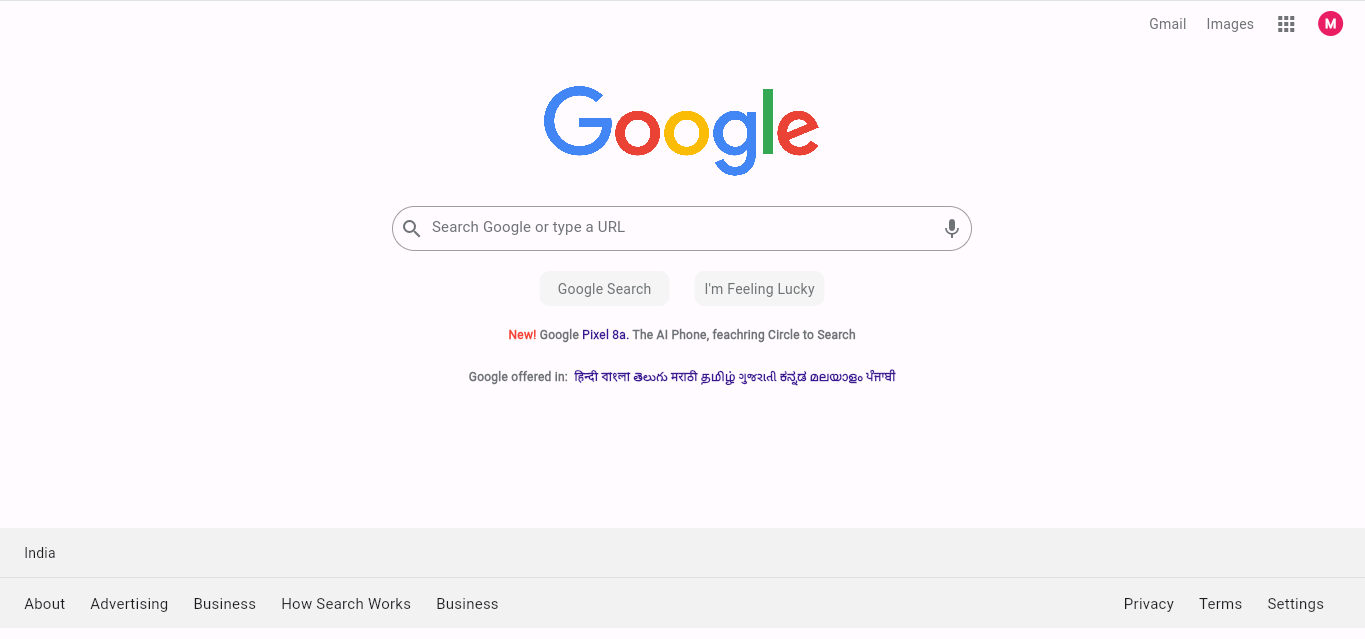 Gmail Images M
Google
Search Google or type a URL
Google Search I'm Feeling Lucky
New! Google Pixel 8a. The AI Phone, feachring Circle to Search
Google offered in: हिन्दी বাংলা తెలుగు मराठी தமிழ் ગુજરાતી ಕನ್ನಡ മലയാളം ਪੰਜਾਬੀ
India
About Advertising Business How Search Works Business Privacy Terms Settings